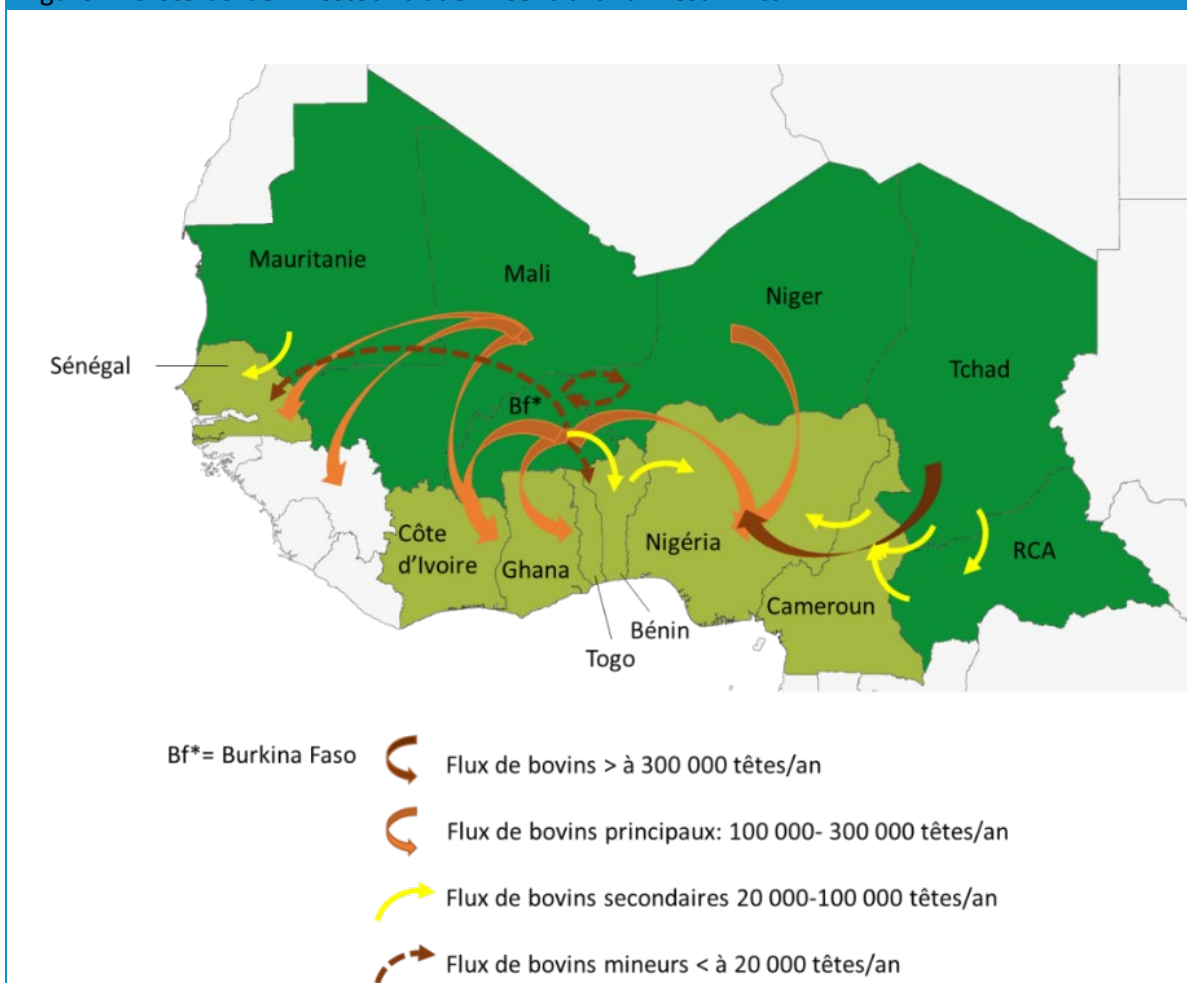 Mauritanie
Mali
Niger
Tchad
Sénégal
Bf*
Côte
d'Ivoire
Ghana
Nigéria
RCA
Cameroun
Bénin
Togo
Bf*= Burkina Faso
Flux de bovins > à 300 000 têtes/an
Flux de bovins principaux: 100 000- 300 000 têtes/an
Flux de bovins secondaires 20 000-100 000 têtes/an
Flux de bovins mineurs < à 20 000 têtes/an